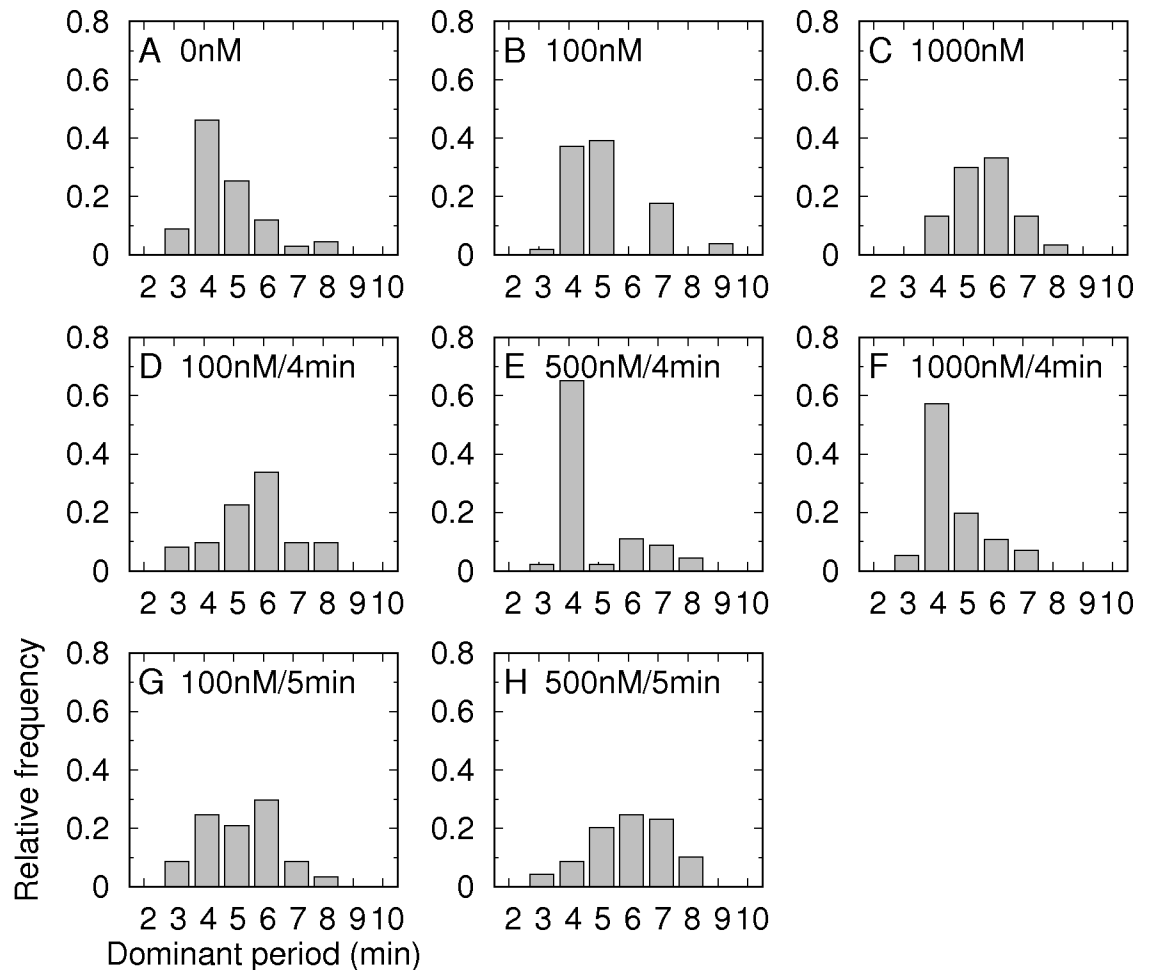 A 0nM
0.8
0.6
0.4
0.2
0
2 3 4 5 6 7 8 9 10
B 100nM
0.8
0.6
0.4
0.2
0
2 3 4 5 6 7 8 9 10
C 1000nM
0.8
0.6
0.4
0.2
0
2 3 4 5 6 7 8 9 10
D 100nM/4min
0.8
0.6
0.4
0.2
0
2 3 4 5 6 7 8 9 10
E 500nM/4min
0.8
0.6
0.4
0.2
0
2 3 4 5 6 7 8 9 10
F 1000nM/4min
0.8
0.6
0.4
0.2
0
2 3 4 5 6 7 8 9 10
G 100nM/5min
0.8
0.6
0.4
0.2
0
2 3 4 5 6 7 8 9 10
Relative frequency
Dominant period (min)
H 500nM/5min
0.8
0.6
0.4
0.2
0
2 3 4 5 6 7 8 9 10